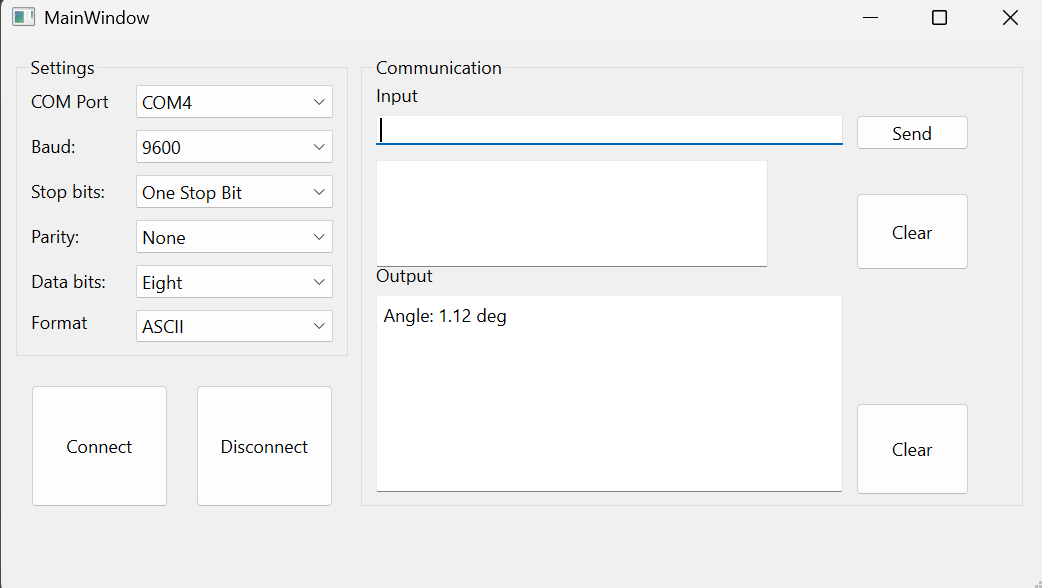 MainWindow
Settings
COM Port COM4
Baud: 9600
Stop bits: One Stop Bit
Parity: None
Data bits: Eight
Format ASCII
Connect Disconnect
Communication
Input
Send
Clear
Output
Angle: 1.12 deg
Clear